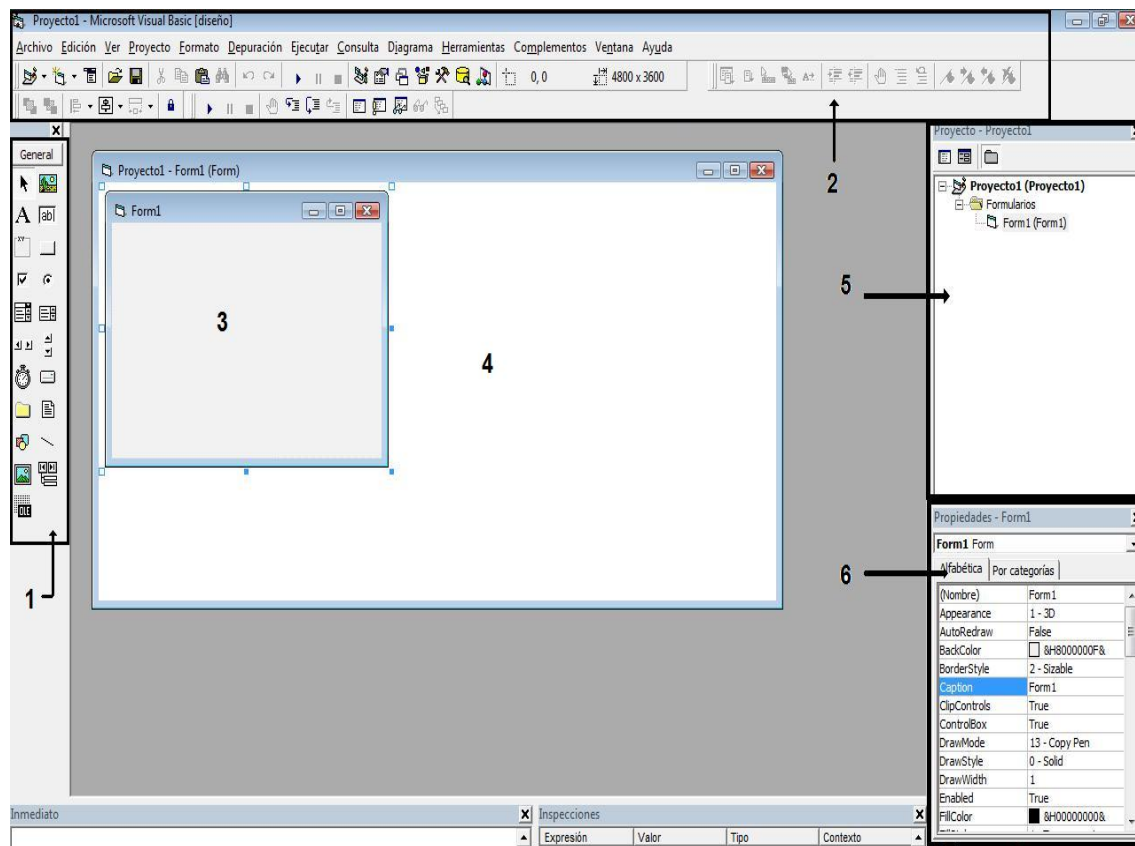 Proyecto1 - Microsoft Visual Basic [diseño]
Archivo Edición Ver Proyecto Formato Depuración Ejecutar Consulta Diagrama Herramientas Complementos Ventana Ayuda
0, 0 4800 x 3600
2
General
A ab|
xv
OLE
1
Proyecto1 - Form1 (Form)
Form1
3
4
Proyecto - Proyecto1
Proyecto1 (Proyecto1)
Formularios
Form1 (Form1)
5
Propiedades - Form1
Form1 Form
6
Alfabética Por categorías
(Nombre) Form1
Appearance 1 - 3D
AutoRedraw False
BackColor &H8000000F&
BorderStyle 2 - Sizable
Caption Form1
ClipControls True
ControlBox True
DrawMode 13 - Copy Pen
DrawStyle 0 - Solid
DrawWidth 1
Enabled True
FillColor &H00000000&
Inmediato
Inspecciones
Expresión Valor Tipo Contexto